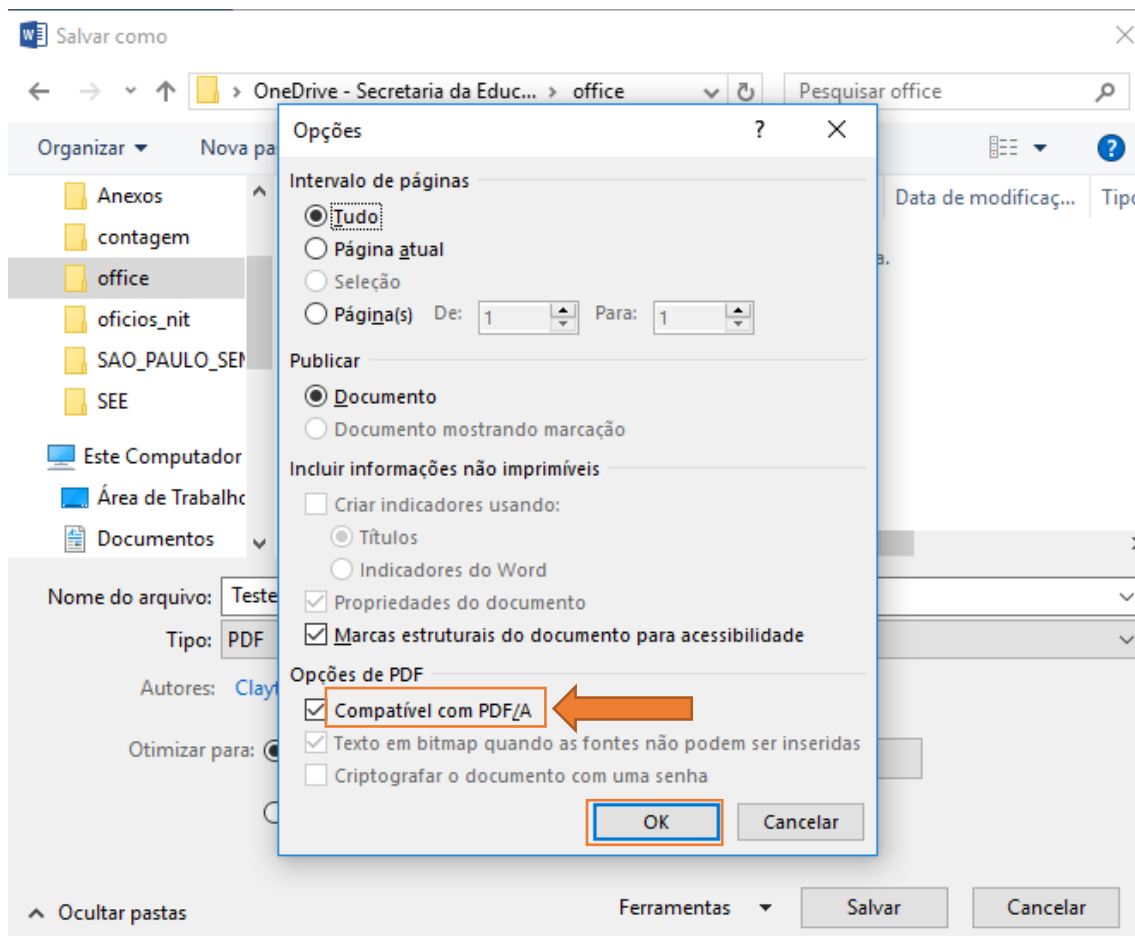 Salvar como
OneDrive - Secretaria da Educ... > office
Pesquisar office
Organizar
Nova pa
Opções
?
Data de modificaç...
Anexos
contagem
office
oficios_nit
SAO_PAULO_SE
SEE
Este Computador
Área de Trabalho
Documentos
a.
Intervalo de páginas
Tudo
Página atual
Seleção
Página(s) De: 1 Para: 1
Publicar
Documento
Documento mostrando marcação
Incluir informações não imprimíveis
Criar indicadores usando:
Títulos
Indicadores do Word
Propriedades do documento
Marcas estruturais do documento para acessibilidade
Opções de PDF
Compatível com PDF/A
Texto em bitmap quando as fontes não podem ser inseridas
Criptografar o documento com uma senha
OK
Cancelar
Nome do arquivo: Teste
Tipo: PDF
Autores: Clayt
Otimizar para:
Ocultar pastas
Ferramentas
Salvar
Cancelar